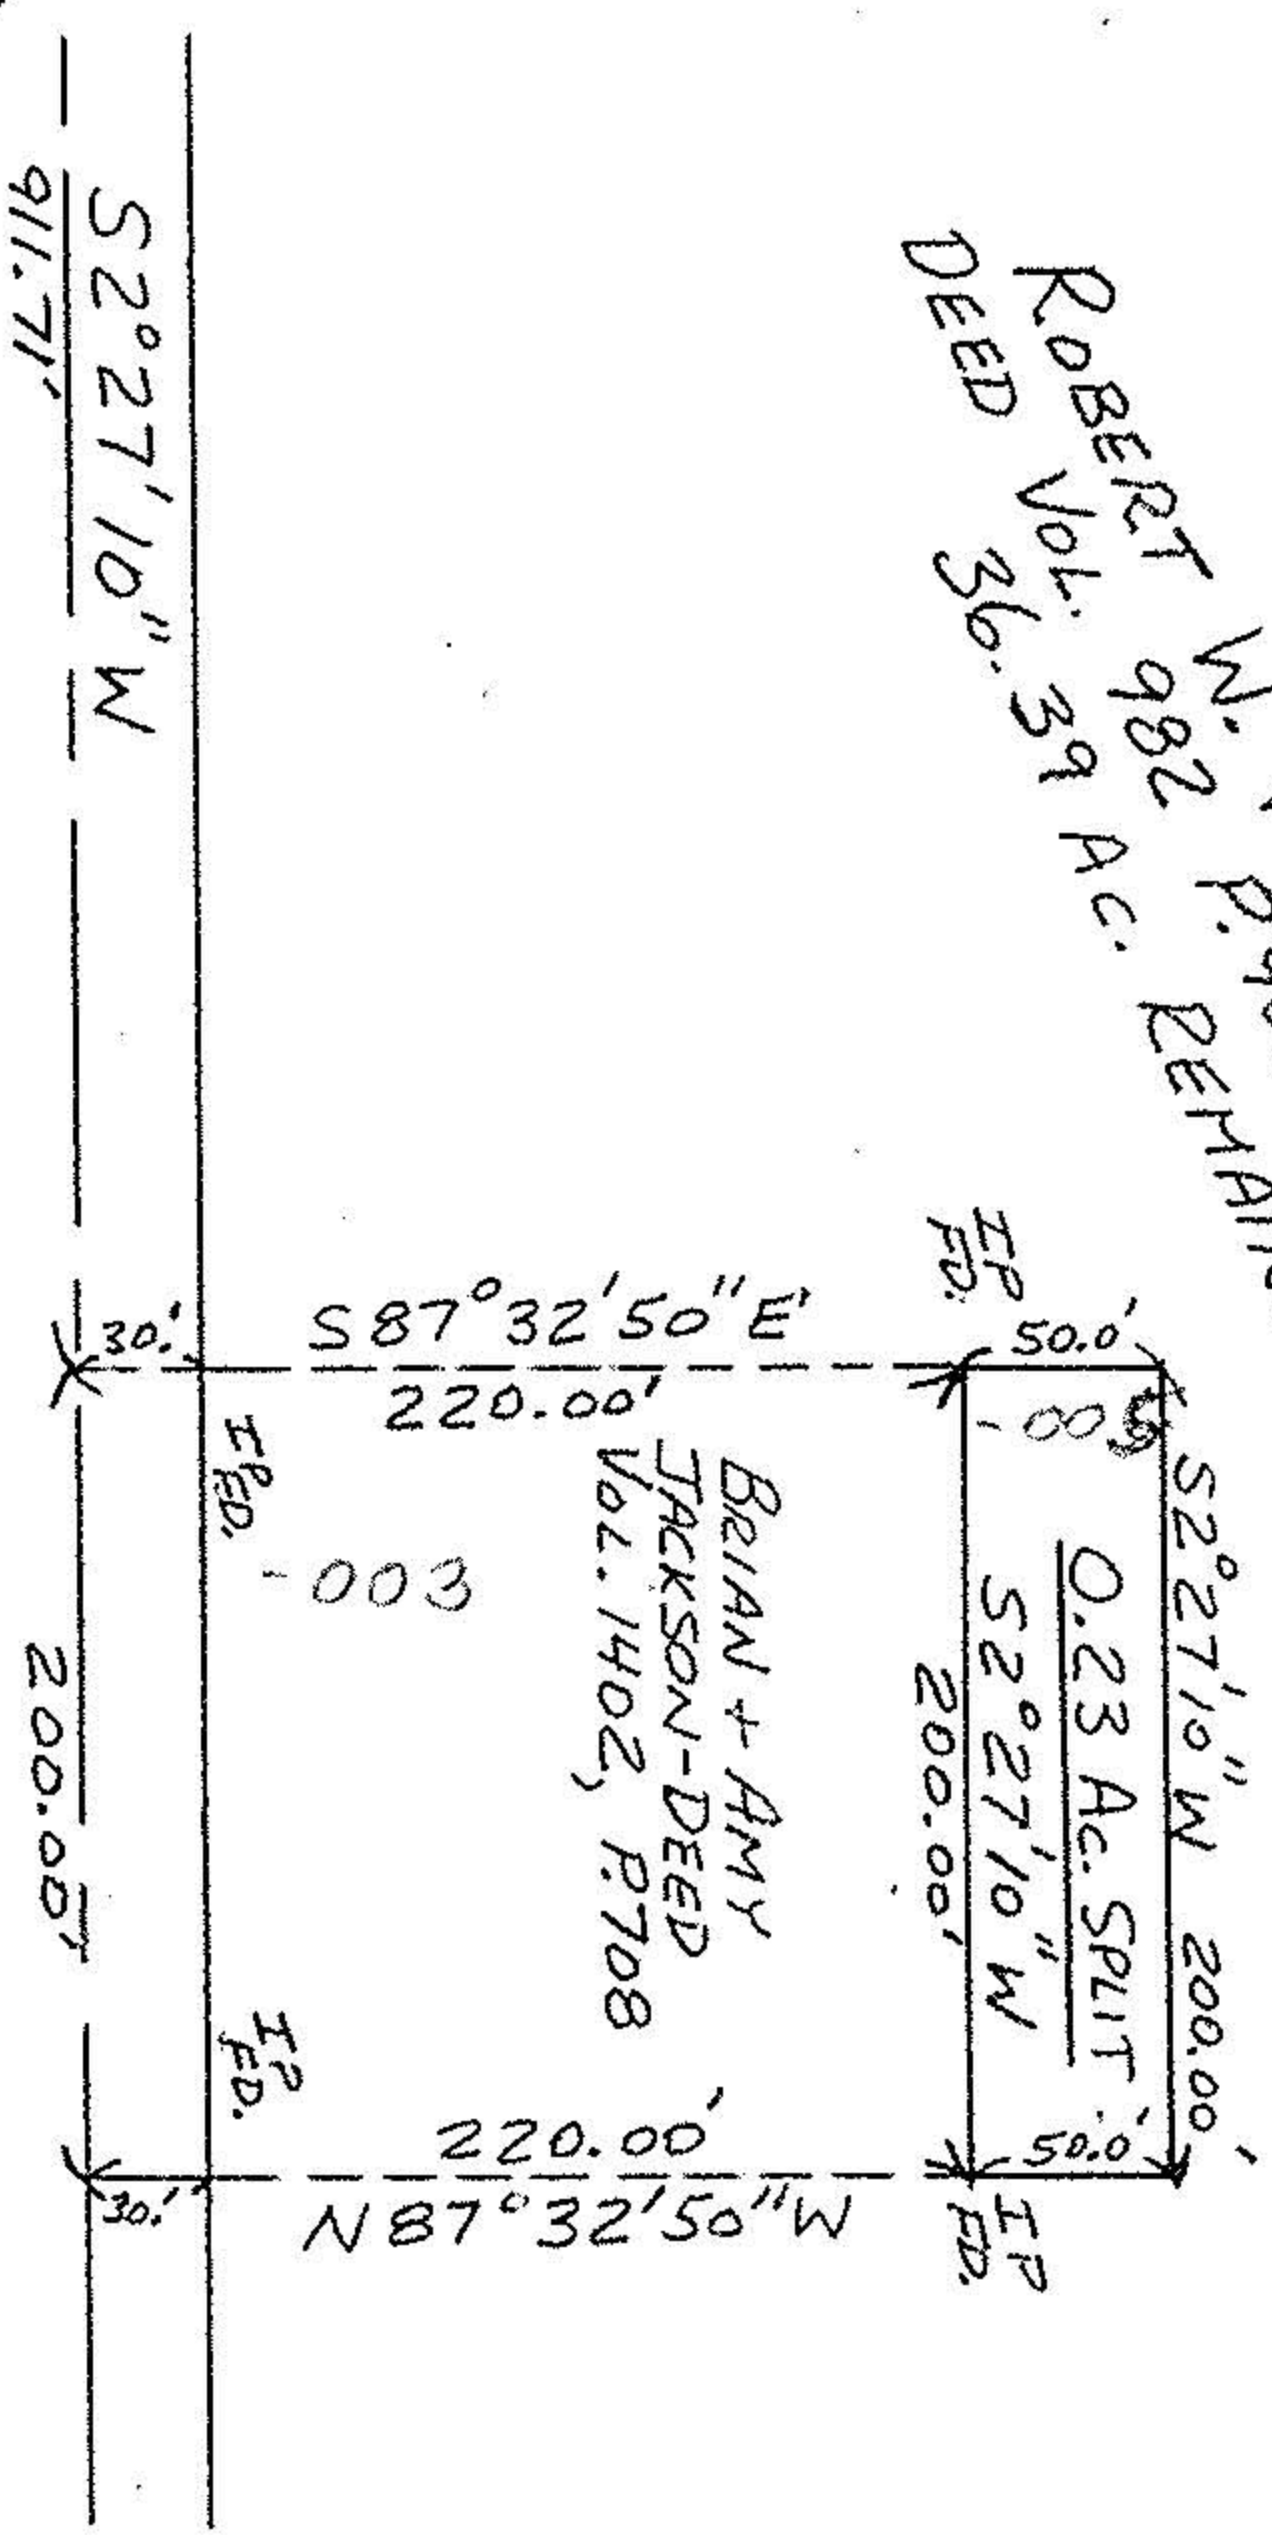 ROBERT W.
DEED VOL. 982 P.
36.39 AC.
S2°27'10"W
911.71'
IP
FD.
30.'
S87°32'50"E
220.00'
50.0'
-005
S2°27'10"W 200.00'
0.23 AC. SPLIT
S2°27'10"W
200.00'
IP
FD.
-003
BRIAN + AMY
JACKSON-DEED
VOL. 1402, P.708
200.00'
IP
FD.
30.'
220.00'
N87°32'50"W
50.0'
IP
FD.